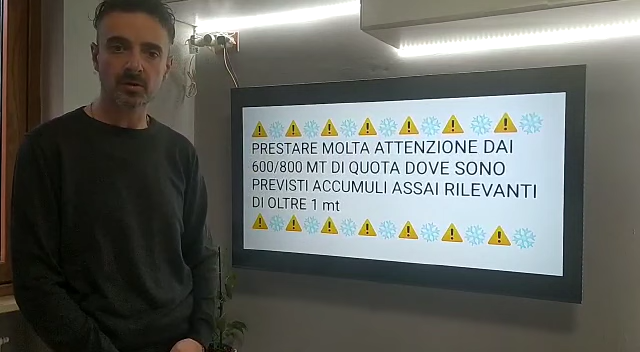 ⚠️❄️⚠️❄️⚠️❄️⚠️❄️⚠️❄️⚠️❄️⚠️❄️
PRESTARE MOLTA ATTENZIONE DAI
600/800 MT DI QUOTA DOVE SONO
PREVISTI ACCUMULI ASSAI RILEVANTI
DI OLTRE 1 mt
⚠️❄️⚠️❄️⚠️❄️⚠️❄️⚠️❄️⚠️❄️⚠️❄️